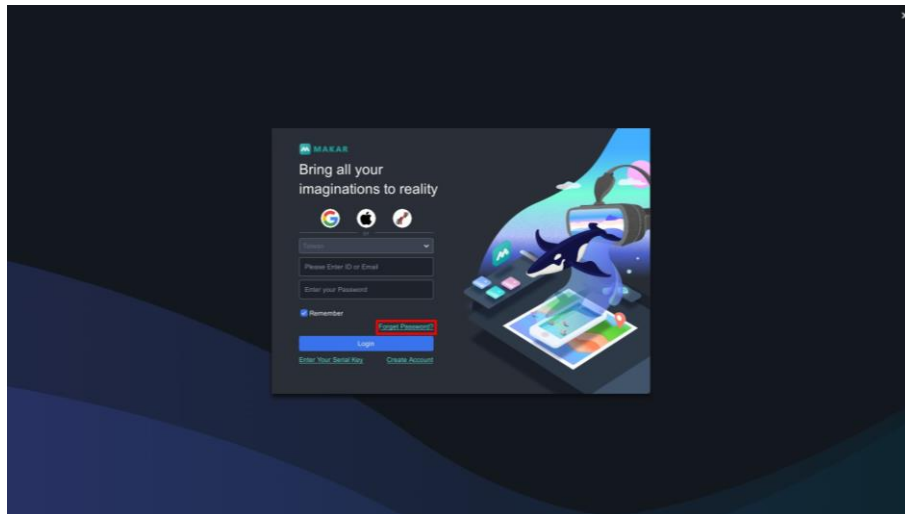 MAKAR
Bring all your
imaginations to reality
or
Please Enter ID or Email
Enter your Password
Remember
Forget Password?
Login
Enter Your Serial Key
Create Account